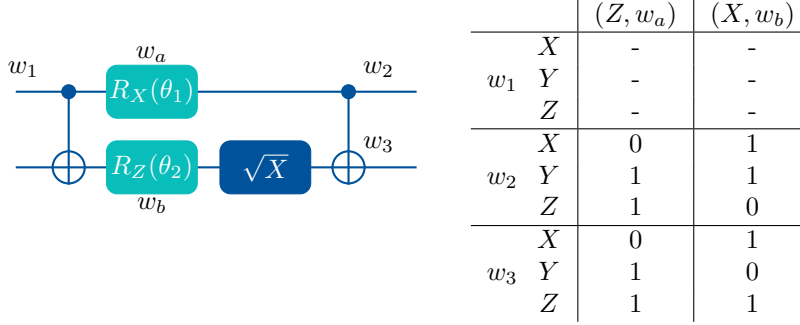 w_a
w_1 w_2
R_X(θ_1)
w_3
R_Z(θ_2) √X
w_b
(Z, w_a) (X, w_b)
X - -
w_1 Y - -
Z - -
X 0 1
w_2 Y 1 1
Z 1 0
X 0 1
w_3 Y 1 0
Z 1 1